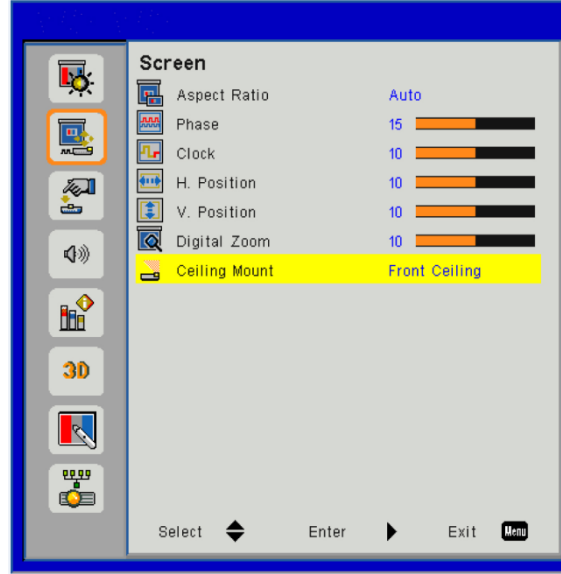 Screen
Aspect Ratio Auto
Phase 15
Clock 10
H. Position 10
V. Position 10
Digital Zoom 10
Ceiling Mount Front Ceiling
3D
Select Enter Exit Menu